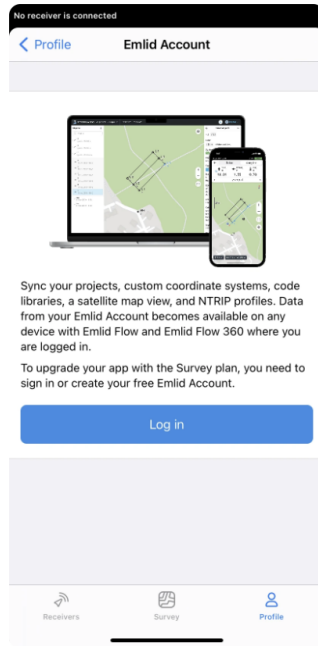 No receiver is connected
Profile
Emlid Account
Sync your projects, custom coordinate systems, code
libraries, a satellite map view, and NTRIP profiles. Data
from your Emlid Account becomes available on any
device with Emlid Flow and Emlid Flow 360 where you
are logged in.
To upgrade your app with the Survey plan, you need to
sign in or create your free Emlid Account.
Log in
Receivers
Survey
Profile